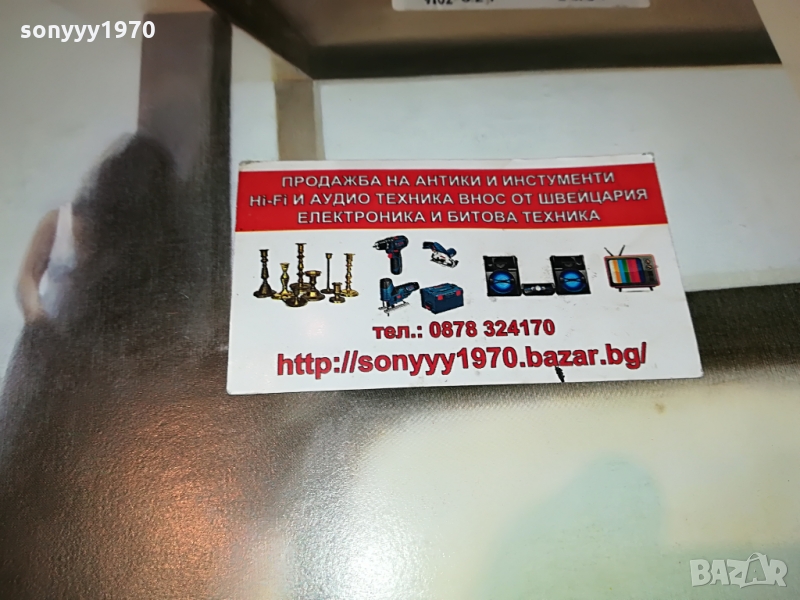 sonyyy1970
ПРОДАЖБА НА АНТИКИ И ИНСТУМЕНТИ
Hi-Fi И АУДИО ТЕХНИКА ВНОС ОТ ШВЕЙЦАРИЯ
ЕЛЕКТРОНИКА И БИТОВА ТЕХНИКА
тел.: 0878 324170
http://sonyyy1970.bazar.bg/
BAZAR